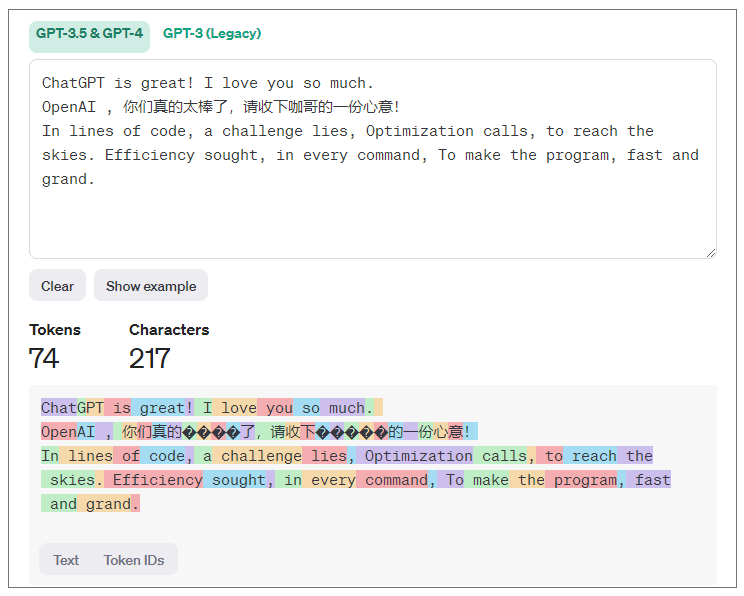 GPT-3.5 & GPT-4 GPT-3 (Legacy)
ChatGPT is great! I love you so much.
OpenAI , 你们真的太棒了，请收下咖哥的一份心意！
In lines of code, a challenge lies, Optimization calls, to reach the
skies. Efficiency sought, in every command, To make the program, fast and
grand.
Clear Show example
Tokens Characters
74 217
ChatGPT is great! I love you so much.
OpenAI , 你们真的����了，请收下�����的一份心意！
In lines of code, a challenge lies, Optimization calls, to reach the
skies. Efficiency sought, in every command, To make the program, fast
and grand.
Text Token IDs